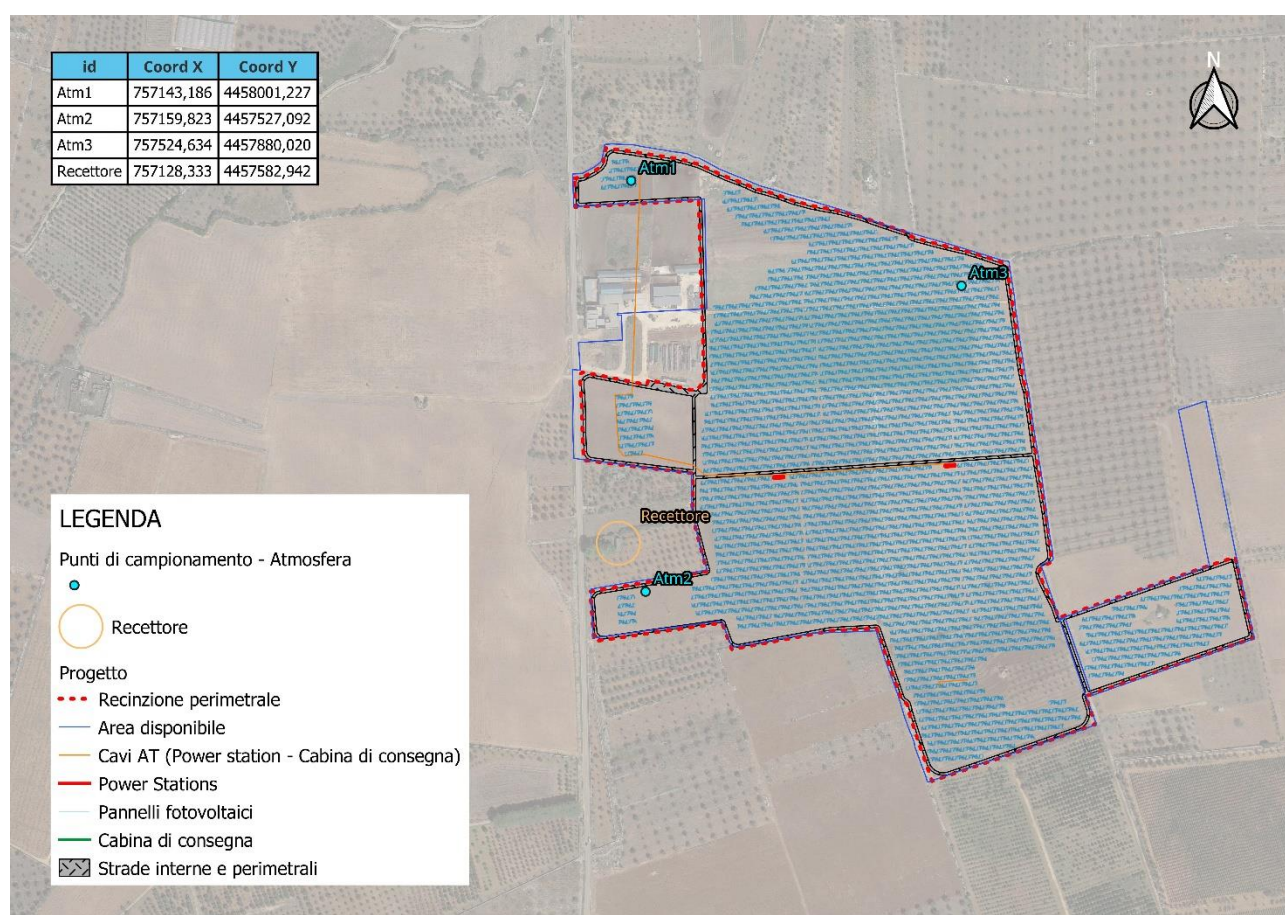 id Coord X Coord Y
Atm1 757143,186 4458001,227
Atm2 757159,823 4457527,092
Atm3 757524,634 4457880,020
Recettore 757128,333 4457582,942
N
Atm1
Atm3
Recettore
Atm2
LEGENDA
Punti di campionamento - Atmosfera
Recettore
Progetto
Recinzione perimetrale
Area disponibile
Cavi AT (Power station - Cabina di consegna)
Power Stations
Pannelli fotovoltaici
Cabina di consegna
Strade interne e perimetrali